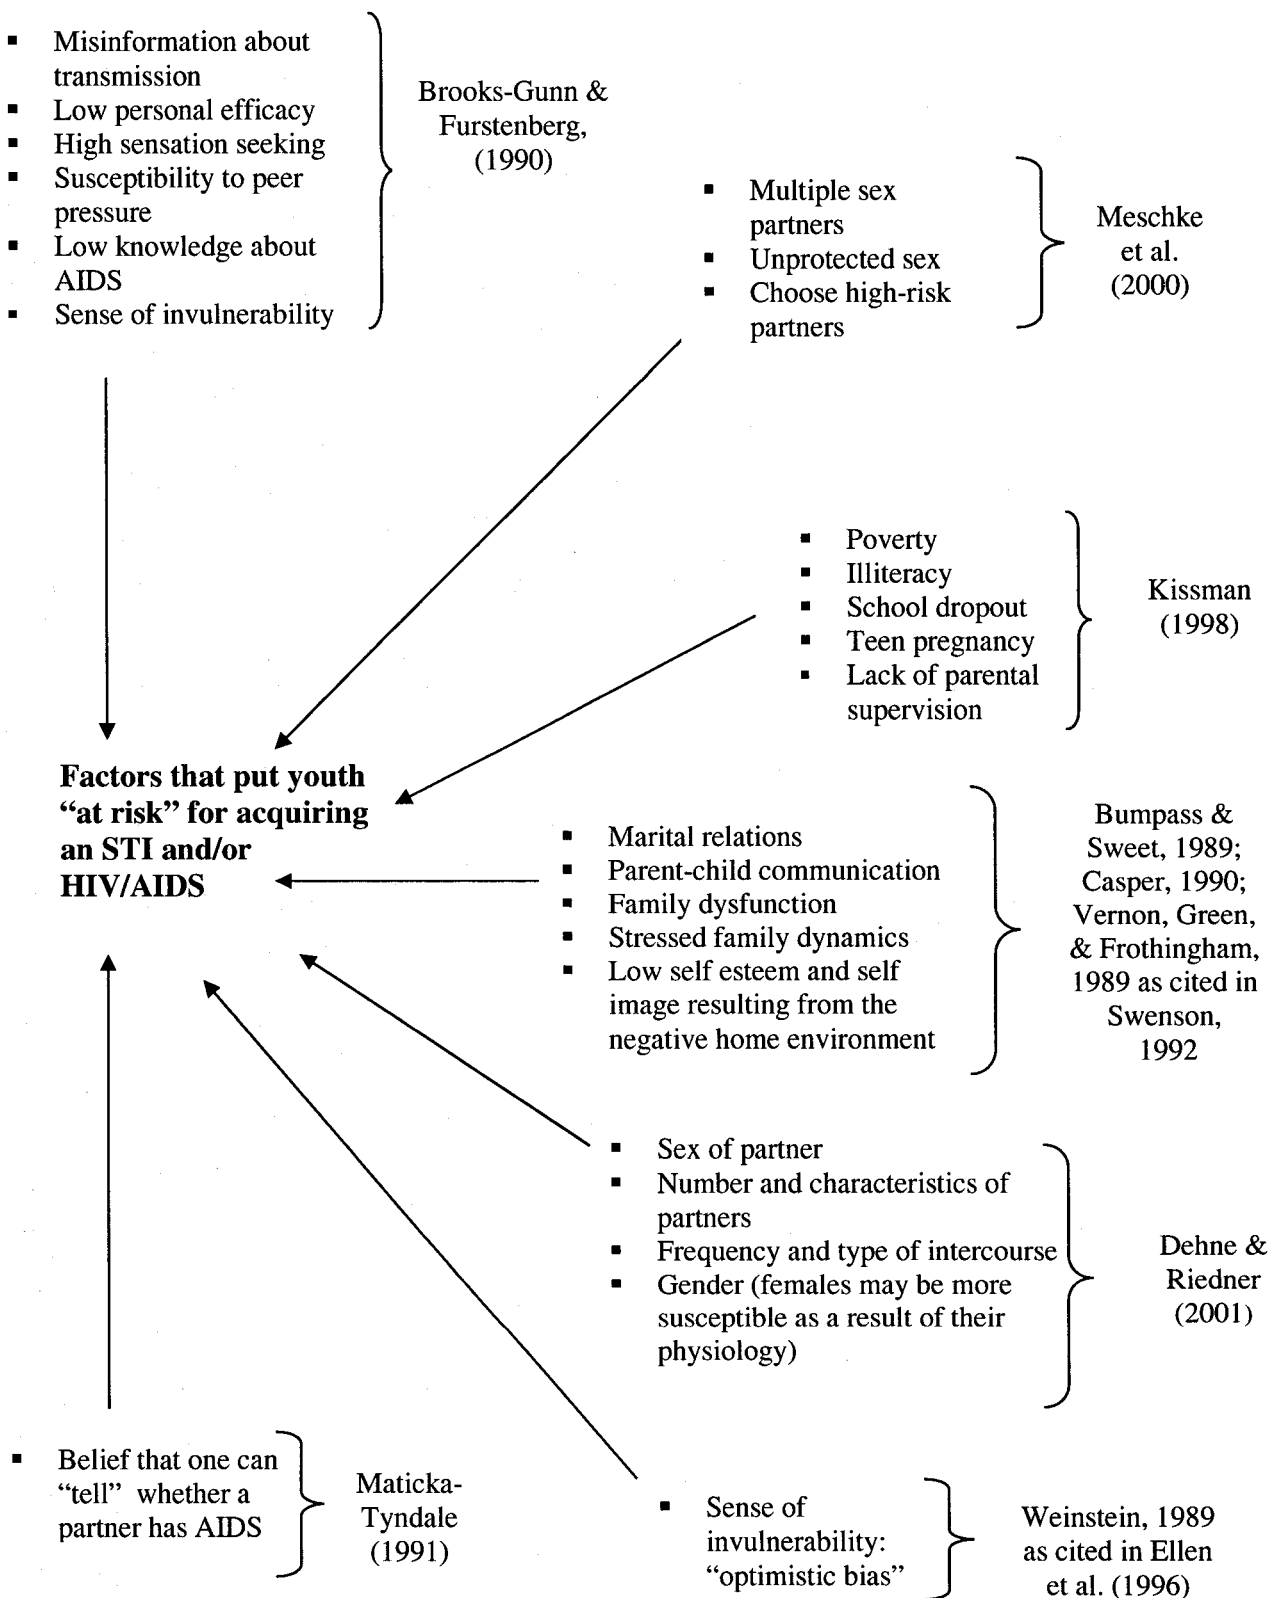 ▪ Misinformation about
transmission
▪ Low personal efficacy
▪ High sensation seeking
▪ Susceptibility to peer
pressure
▪ Low knowledge about
AIDS
▪ Sense of invulnerability
Brooks-Gunn &
Furstenberg,
(1990)
▪ Multiple sex
partners
▪ Unprotected sex
▪ Choose high-risk
partners
Meschke
et al.
(2000)
▪ Poverty
▪ Illiteracy
▪ School dropout
▪ Teen pregnancy
▪ Lack of parental
supervision
Kissman
(1998)
Factors that put youth
“at risk” for acquiring
an STI and/or
HIV/AIDS
▪ Marital relations
▪ Parent-child communication
▪ Family dysfunction
▪ Stressed family dynamics
▪ Low self esteem and self
image resulting from the
negative home environment
Bumpass &
Sweet, 1989;
Casper, 1990;
Vernon, Green,
& Frothingham,
1989 as cited in
Swenson,
1992
▪ Sex of partner
▪ Number and characteristics of
partners
▪ Frequency and type of intercourse
▪ Gender (females may be more
susceptible as a result of their
physiology)
Dehne &
Riedner
(2001)
▪ Belief that one can
“tell” whether a
partner has AIDS
Maticka-
Tyndale
(1991)
▪ Sense of
invulnerability:
“optimistic bias”
Weinstein, 1989
as cited in Ellen
et al. (1996)